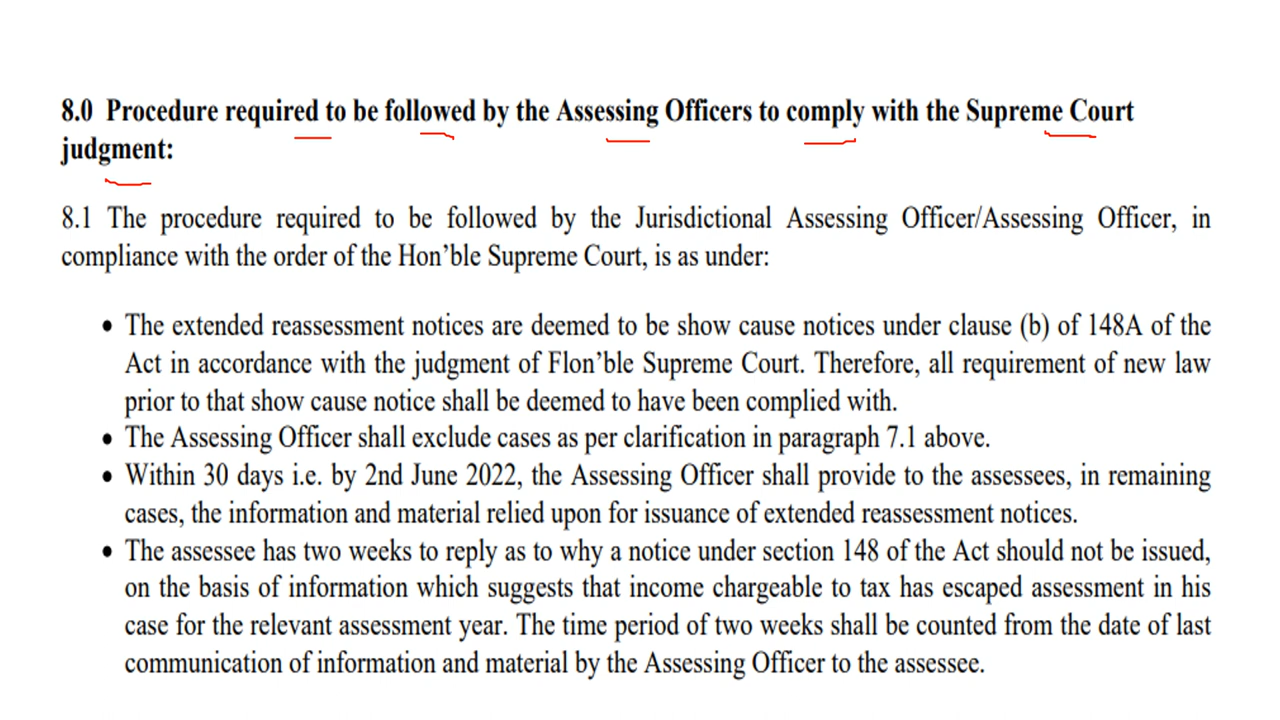 8.0 Procedure required to be followed by the Assessing Officers to comply with the Supreme Court
judgment:
8.1 The procedure required to be followed by the Jurisdictional Assessing Officer/Assessing Officer, in
compliance with the order of the Hon’ble Supreme Court, is as under:
• The extended reassessment notices are deemed to be show cause notices under clause (b) of 148A of the
Act in accordance with the judgment of Flon’ble Supreme Court. Therefore, all requirement of new law
prior to that show cause notice shall be deemed to have been complied with.
• The Assessing Officer shall exclude cases as per clarification in paragraph 7.1 above.
• Within 30 days i.e. by 2nd June 2022, the Assessing Officer shall provide to the assessees, in remaining
cases, the information and material relied upon for issuance of extended reassessment notices.
• The assessee has two weeks to reply as to why a notice under section 148 of the Act should not be issued,
on the basis of information which suggests that income chargeable to tax has escaped assessment in his
case for the relevant assessment year. The time period of two weeks shall be counted from the date of last
communication of information and material by the Assessing Officer to the assessee.